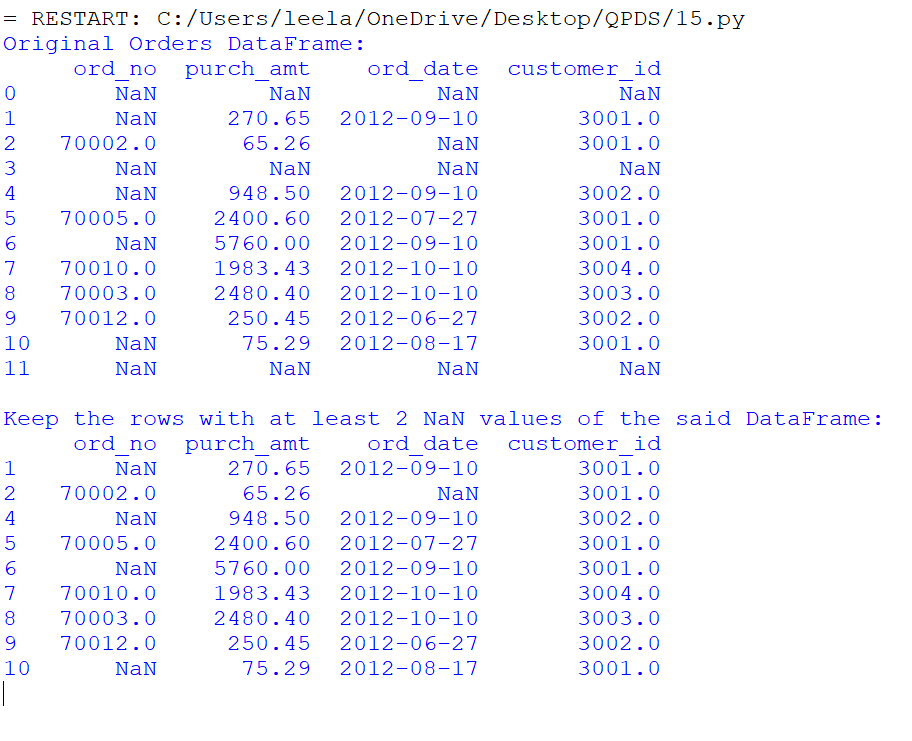 = RESTART: C:/Users/leela/OneDrive/Desktop/QPDS/15.py
Original Orders DataFrame:
     ord_no  purch_amt    ord_date  customer_id
0       NaN        NaN         NaN          NaN
1       NaN     270.65  2012-09-10       3001.0
2   70002.0      65.26         NaN       3001.0
3       NaN        NaN         NaN          NaN
4       NaN     948.50  2012-09-10       3002.0
5   70005.0    2400.60  2012-07-27       3001.0
6       NaN    5760.00  2012-09-10       3001.0
7   70010.0    1983.43  2012-10-10       3004.0
8   70003.0    2480.40  2012-10-10       3003.0
9   70012.0     250.45  2012-06-27       3002.0
10      NaN      75.29  2012-08-17       3001.0
11      NaN        NaN         NaN          NaN

Keep the rows with at least 2 NaN values of the said DataFrame:
     ord_no  purch_amt    ord_date  customer_id
1       NaN     270.65  2012-09-10       3001.0
2   70002.0      65.26         NaN       3001.0
4       NaN     948.50  2012-09-10       3002.0
5   70005.0    2400.60  2012-07-27       3001.0
6       NaN    5760.00  2012-09-10       3001.0
7   70010.0    1983.43  2012-10-10       3004.0
8   70003.0    2480.40  2012-10-10       3003.0
9   70012.0     250.45  2012-06-27       3002.0
10      NaN      75.29  2012-08-17       3001.0